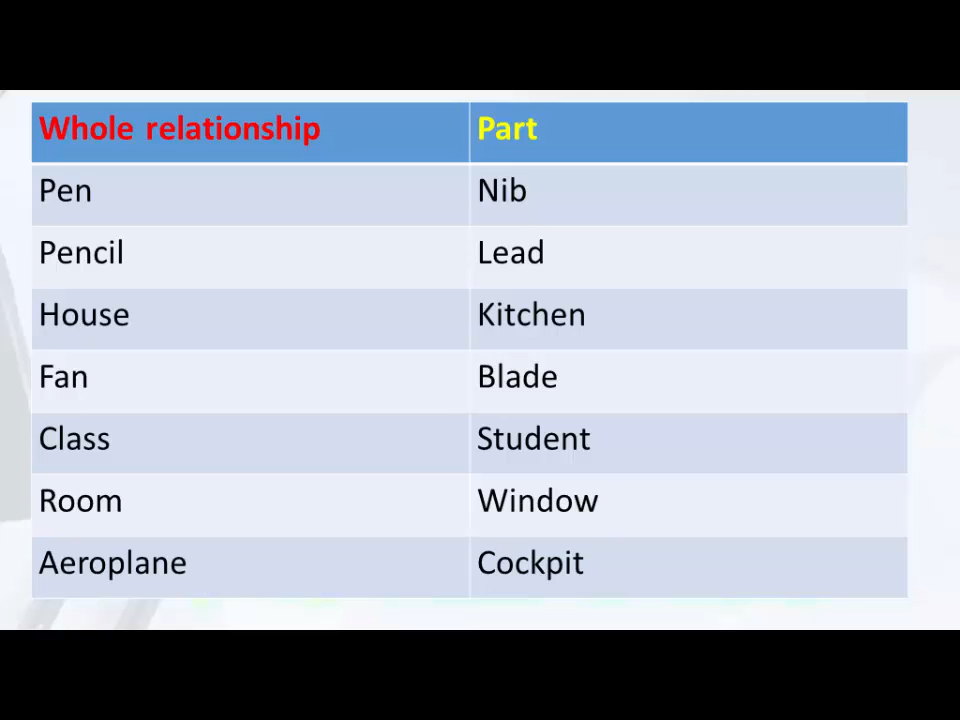 Whole relationship Part
Pen Nib
Pencil Lead
House Kitchen
Fan Blade
Class Student
Room Window
Aeroplane Cockpit